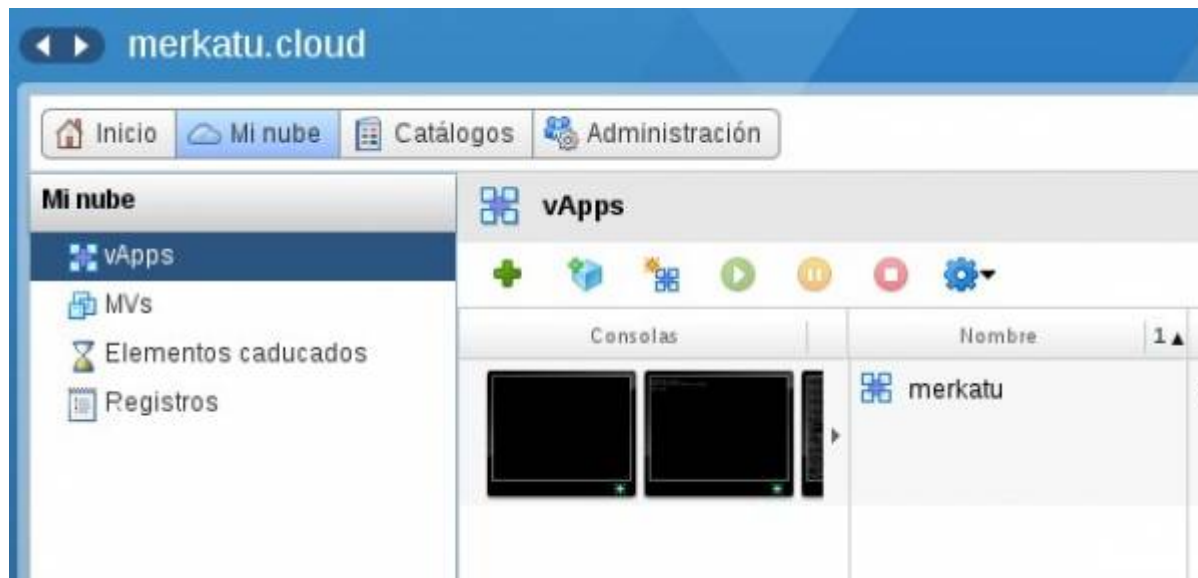 merkatu.cloud
Inicio Mi nube Catálogos Administración
Mi nube
vApps
MVs
Elementos caducados
Registros
vApps
Consolas Nombre 1
merkatu